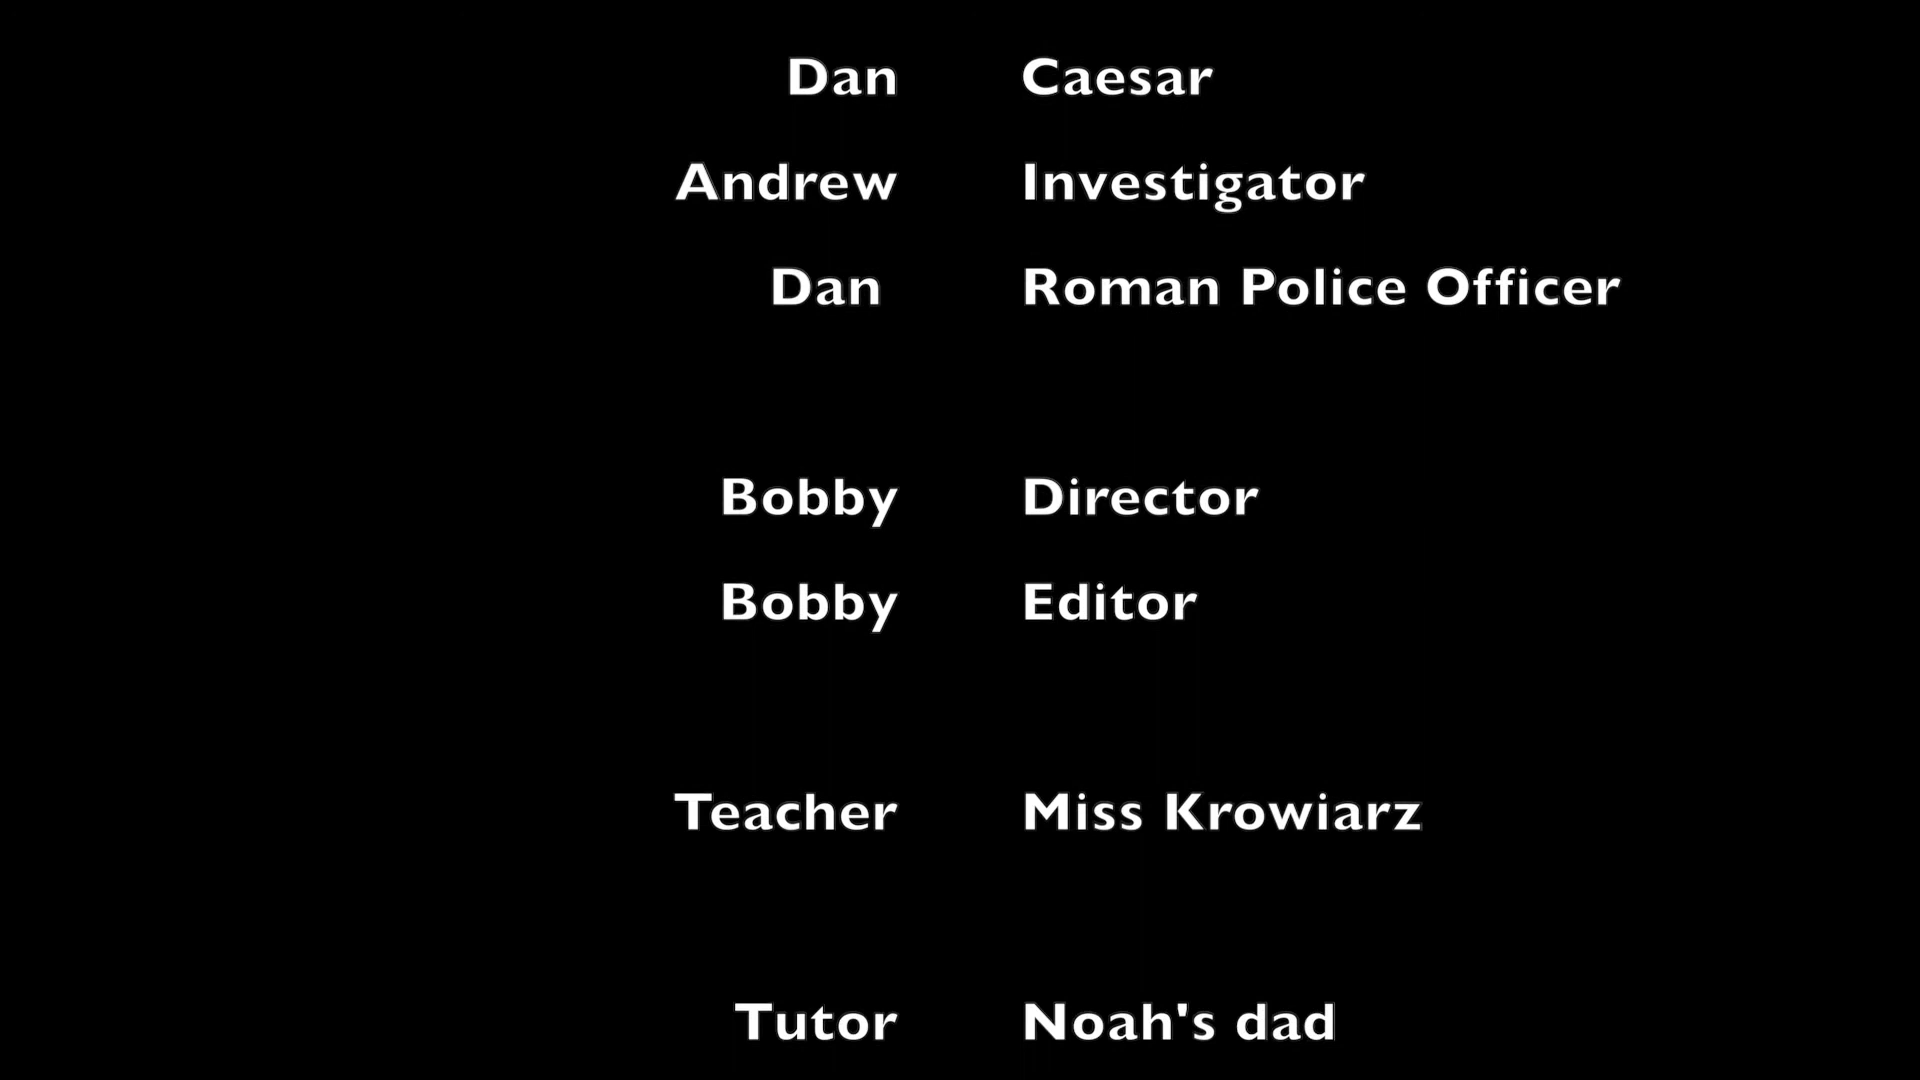 Dan Caesar
Andrew Investigator
Dan Roman Police Officer
Bobby Director
Bobby Editor
Teacher Miss Krowiarz
Tutor Noah's dad